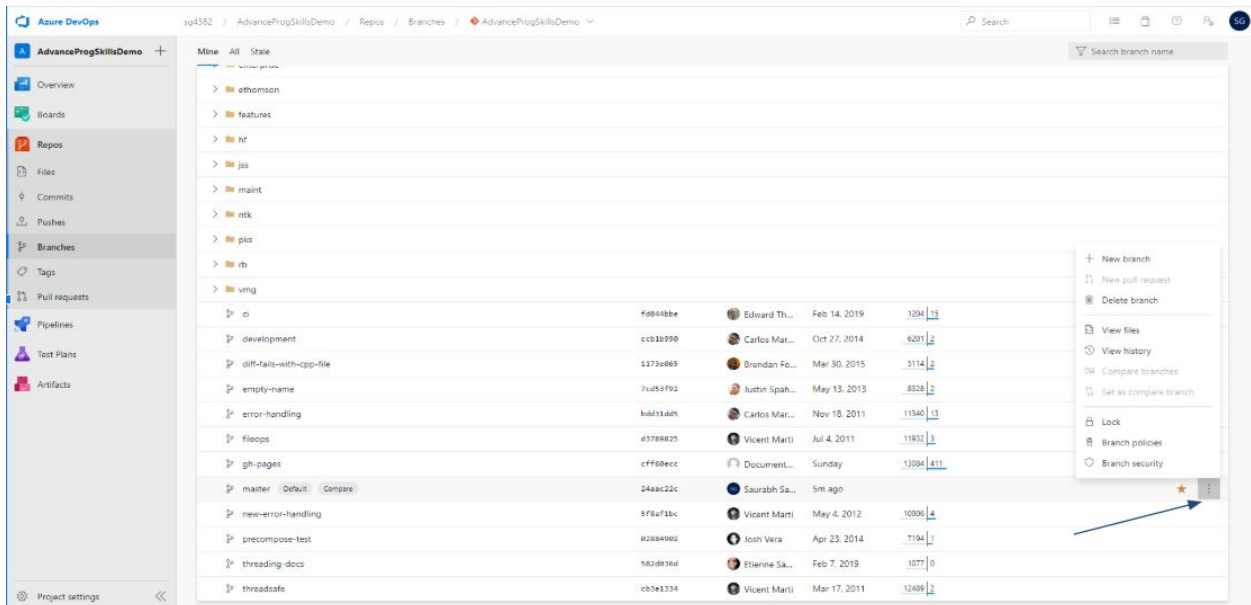 Azure DevOps
sg4382 / AdvanceProgSkillsDemo / Repos / Branches / AdvanceProgSkillsDemo
Search
SG
A AdvanceProgSkillsDemo
Mine All Stale
Search branch name
Overview
Boards
Repos
Files
Commits
Pushes
Branches
Tags
Pull requests
Pipelines
Test Plans
Artifacts
Project settings
enterprise
ethomson
features
hf
jss
maint
ntk
pks
rb
vmg
ci fd844bbe Edward Th... Feb 14, 2019 1204 15
development ccb1b990 Carlos Mar... Oct 27, 2014 6201 2
diff-fails-with-cpp-file 1173e065 Brendan Fo... Mar 30, 2015 5114 2
empty-name 7cd53f92 Justin Spah... May 13, 2013 8328 2
error-handling bdd31dd5 Carlos Mar... Nov 18, 2011 11340 13
fileops d3789825 Vicent Marti Jul 4, 2011 11932 3
gh-pages cff60ecc Document... Sunday 13084 411
master Default Compare 24eec22c SG Saurabh Sa... 5m ago
new-error-handling 5f8af1bc Vicent Marti May 4, 2012 10906 4
precompose-test 02884902 Josh Vera Apr 23, 2014 7194 1
threading-docs 582d036d Etienne Sa... Feb 7, 2019 1077 0
threadsafe cb3e1334 Vicent Marti Mar 17, 2011 12489 2
New branch
New pull request
Delete branch
View files
View history
Compare branches
Set as compare branch
Lock
Branch policies
Branch security